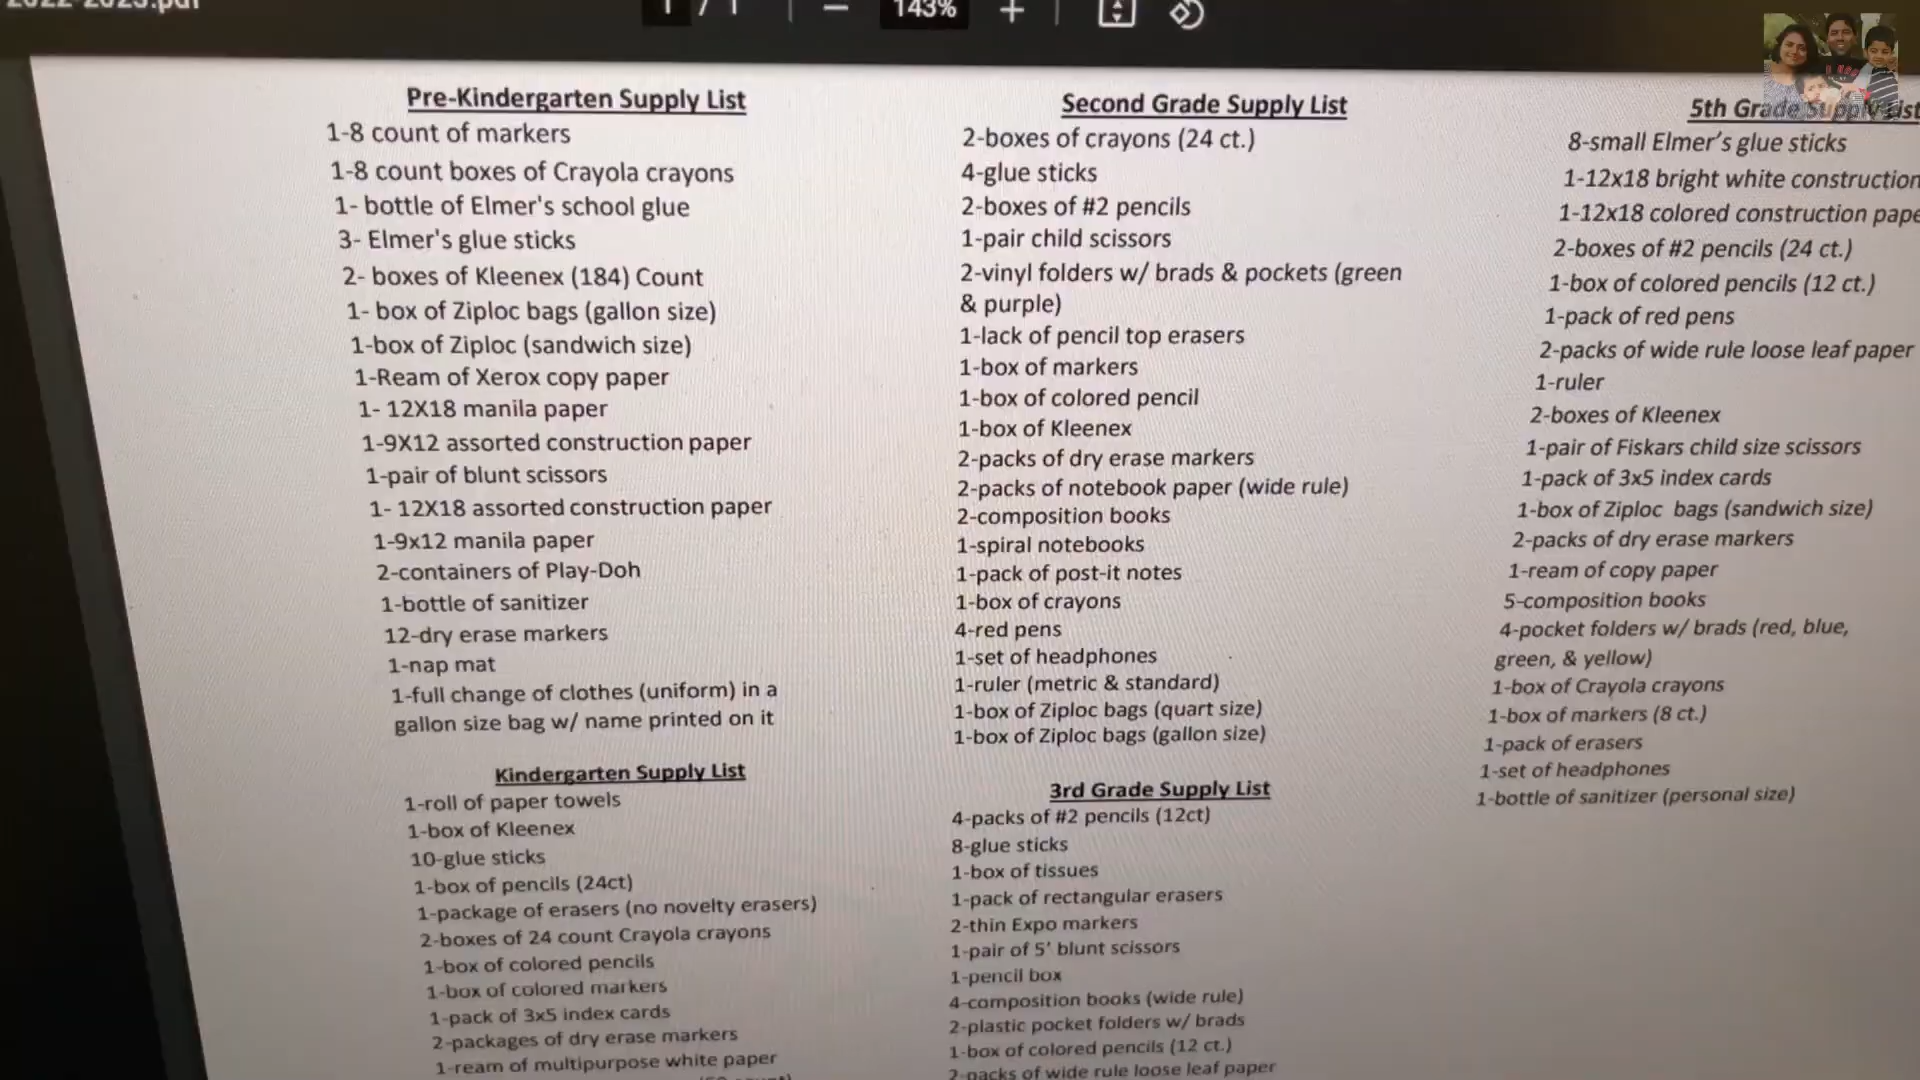 2022-2023.pdf
1 / 1
143%
Pre-Kindergarten Supply List
1-8 count of markers
1-8 count boxes of Crayola crayons
1- bottle of Elmer's school glue
3- Elmer's glue sticks
2- boxes of Kleenex (184) Count
1- box of Ziploc bags (gallon size)
1-box of Ziploc (sandwich size)
1-Ream of Xerox copy paper
1- 12X18 manila paper
1-9X12 assorted construction paper
1-pair of blunt scissors
1- 12X18 assorted construction paper
1-9x12 manila paper
2-containers of Play-Doh
1-bottle of sanitizer
12-dry erase markers
1-nap mat
1-full change of clothes (uniform) in a
gallon size bag w/ name printed on it
Kindergarten Supply List
1-roll of paper towels
1-box of Kleenex
10-glue sticks
1-box of pencils (24ct)
1-package of erasers (no novelty erasers)
2-boxes of 24 count Crayola crayons
1-box of colored pencils
1-box of colored markers
1-pack of 3x5 index cards
2-packages of dry erase markers
1-ream of multipurpose white paper
Second Grade Supply List
2-boxes of crayons (24 ct.)
4-glue sticks
2-boxes of #2 pencils
1-pair child scissors
2-vinyl folders w/ brads & pockets (green
& purple)
1-lack of pencil top erasers
1-box of markers
1-box of colored pencil
1-box of Kleenex
2-packs of dry erase markers
2-packs of notebook paper (wide rule)
2-composition books
1-spiral notebooks
1-pack of post-it notes
1-box of crayons
4-red pens
1-set of headphones
1-ruler (metric & standard)
1-box of Ziploc bags (quart size)
1-box of Ziploc bags (gallon size)
3rd Grade Supply List
4-packs of #2 pencils (12ct)
8-glue sticks
1-box of tissues
1-pack of rectangular erasers
2-thin Expo markers
1-pair of 5' blunt scissors
1-pencil box
4-composition books (wide rule)
2-plastic pocket folders w/ brads
1-box of colored pencils (12 ct.)
2-packs of wide rule loose leaf paper
5th Grade Supply List
8-small Elmer's glue sticks
1-12x18 bright white construction
1-12x18 colored construction pape
2-boxes of #2 pencils (24 ct.)
1-box of colored pencils (12 ct.)
1-pack of red pens
2-packs of wide rule loose leaf paper
1-ruler
2-boxes of Kleenex
1-pair of Fiskars child size scissors
1-pack of 3x5 index cards
1-box of Ziploc bags (sandwich size)
2-packs of dry erase markers
1-ream of copy paper
5-composition books
4-pocket folders w/ brads (red, blue,
green, & yellow)
1-box of Crayola crayons
1-box of markers (8 ct.)
1-pack of erasers
1-set of headphones
1-bottle of sanitizer (personal size)